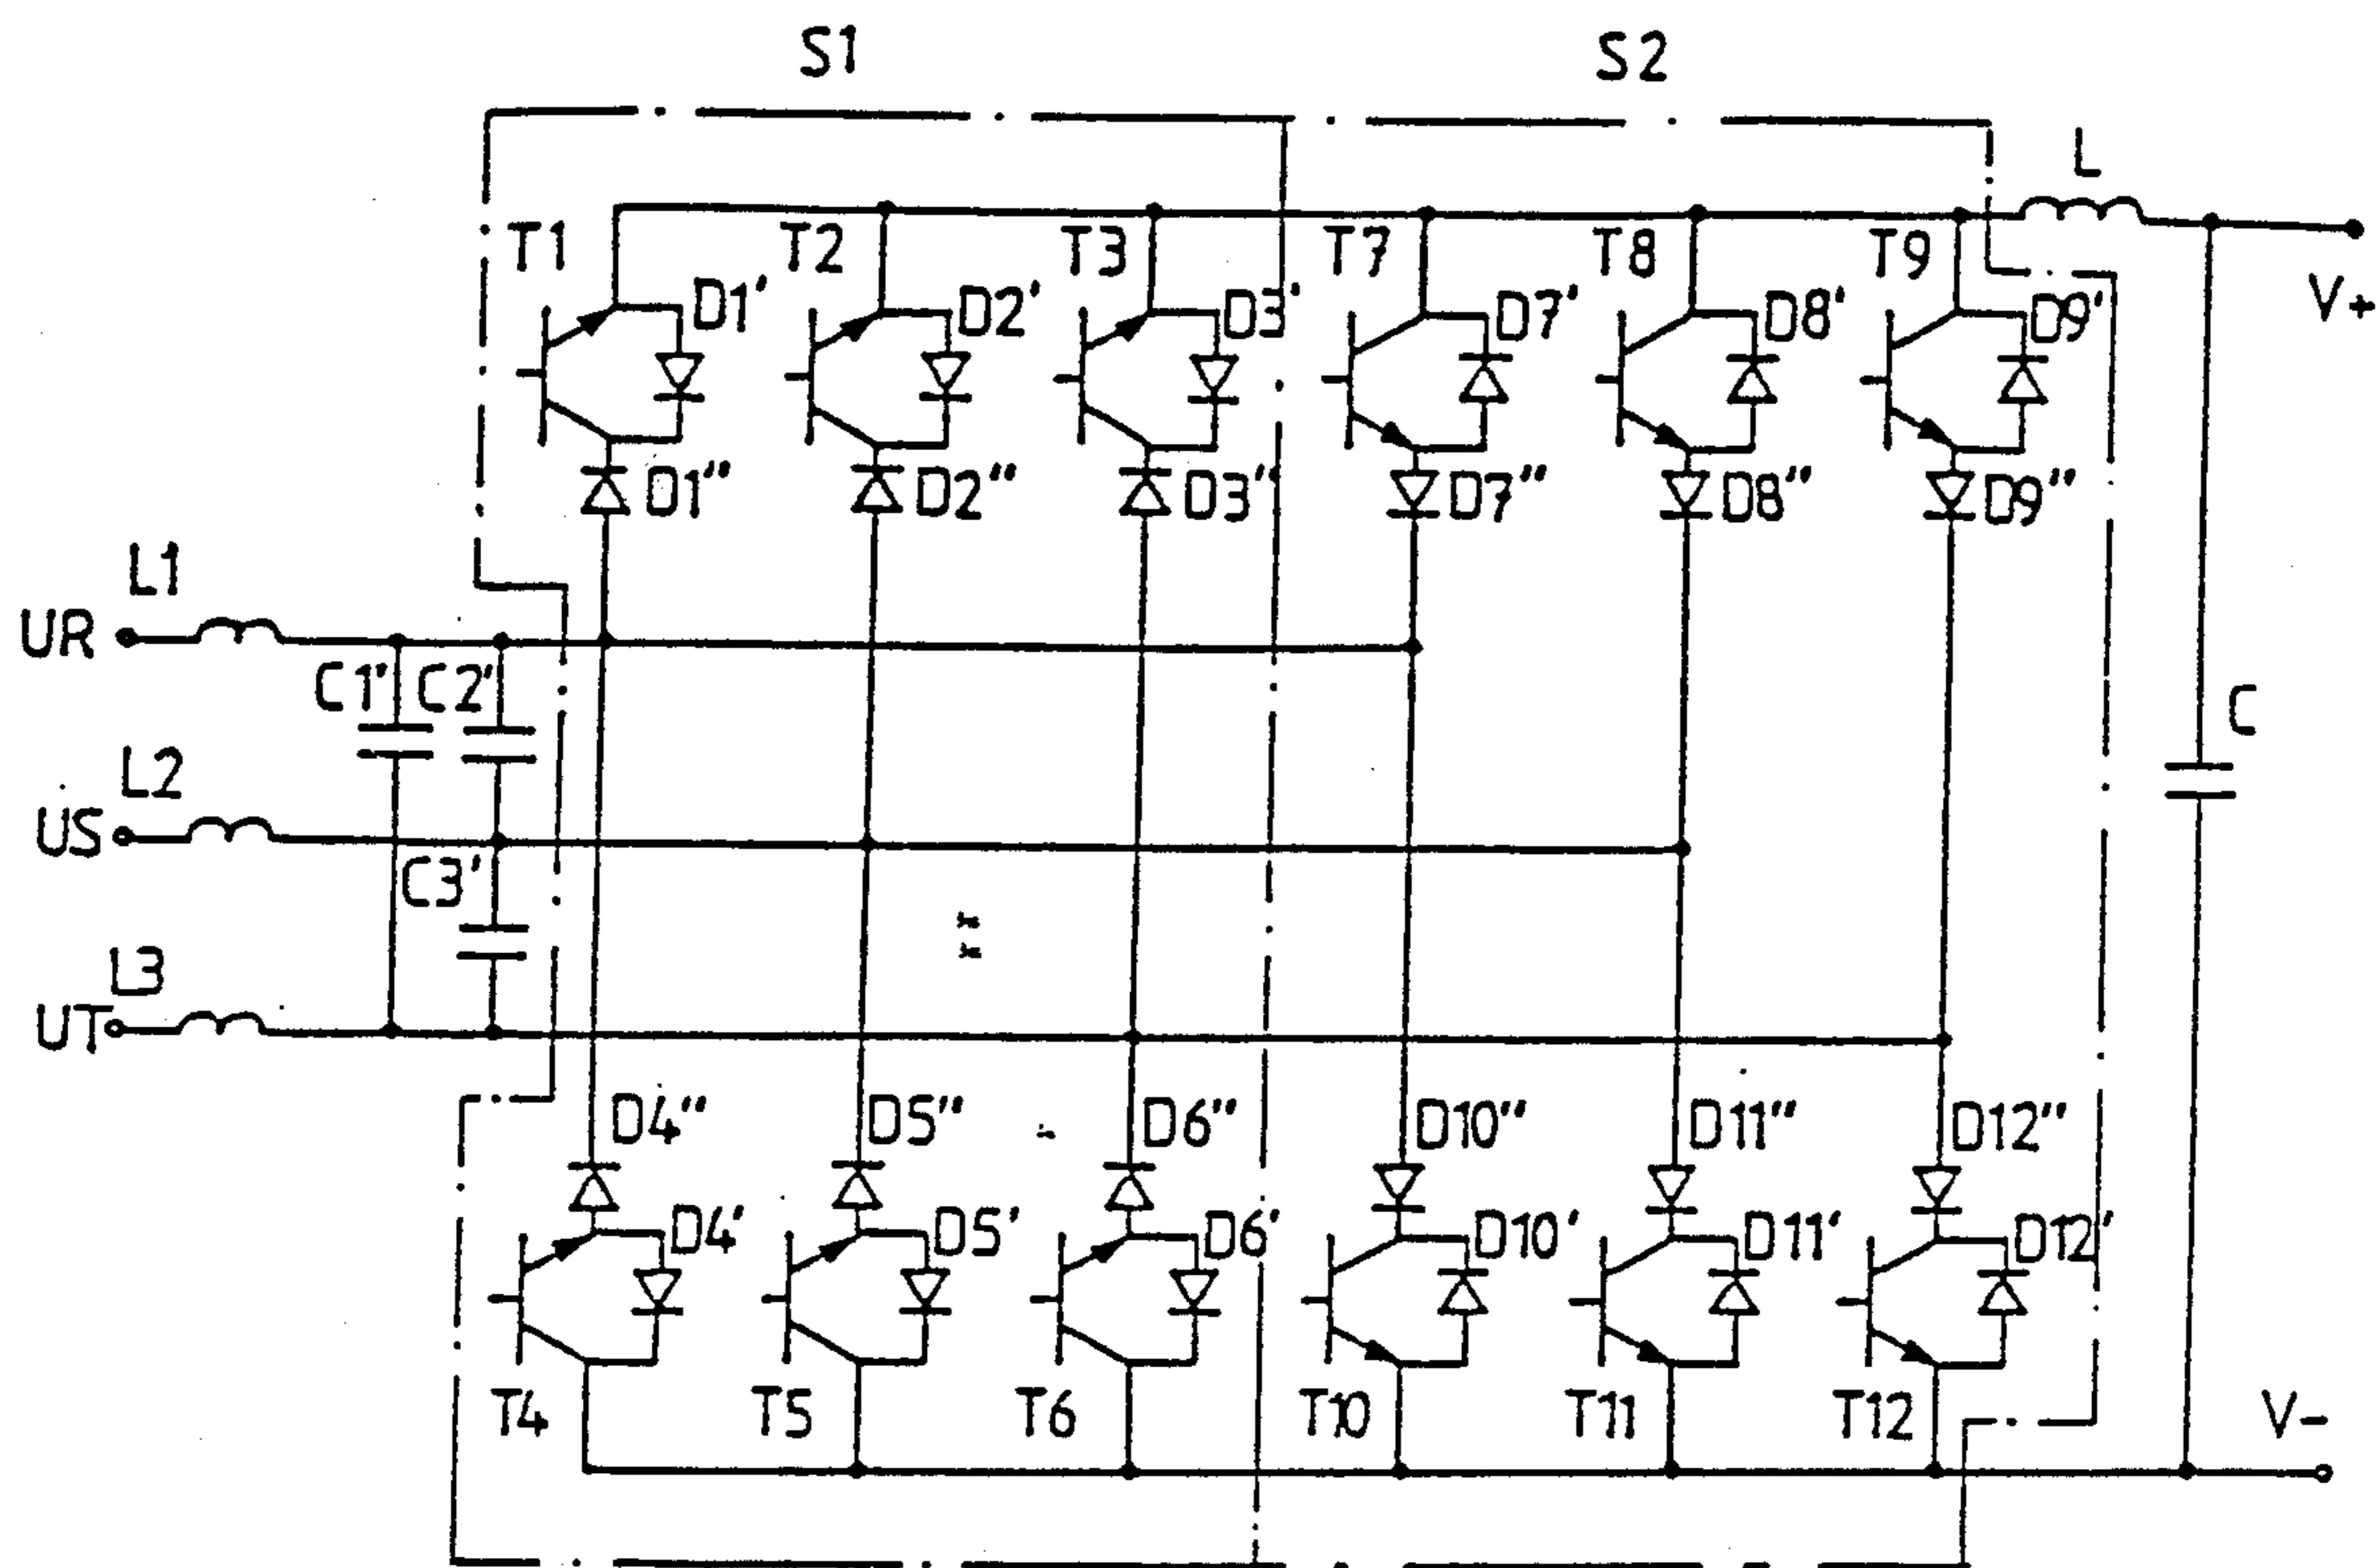 S1 S2
L
T1 T2 T3 T7 T8 T9
D1' D2' D3' D7' D8' D9'
V+
D1" D2" D3" D7" D8" D9"
L1
UR
C1' C2'
C
L2
US
C3'
L3
UT
D4" D5" D6" D10" D11" D12"
D4' D5' D6' D10' D11' D12'
T4 T5 T6 T10 T11 T12
V-